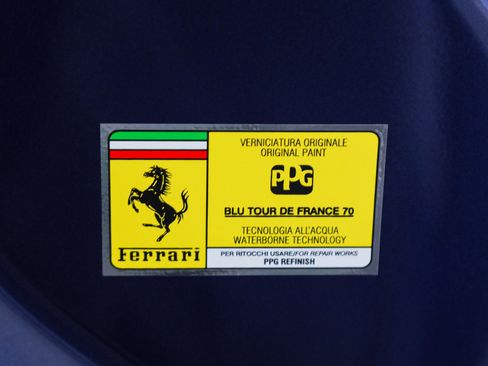 VERNICIATURA ORIGINALE
ORIGINAL PAINT
PPG
BLU TOUR DE FRANCE 70
TECNOLOGIA ALL'ACQUA
WATERBORNE TECHNOLOGY
Ferrari
PER RITOCCHI USARE/FOR REPAIR WORKS
PPG REFINISH